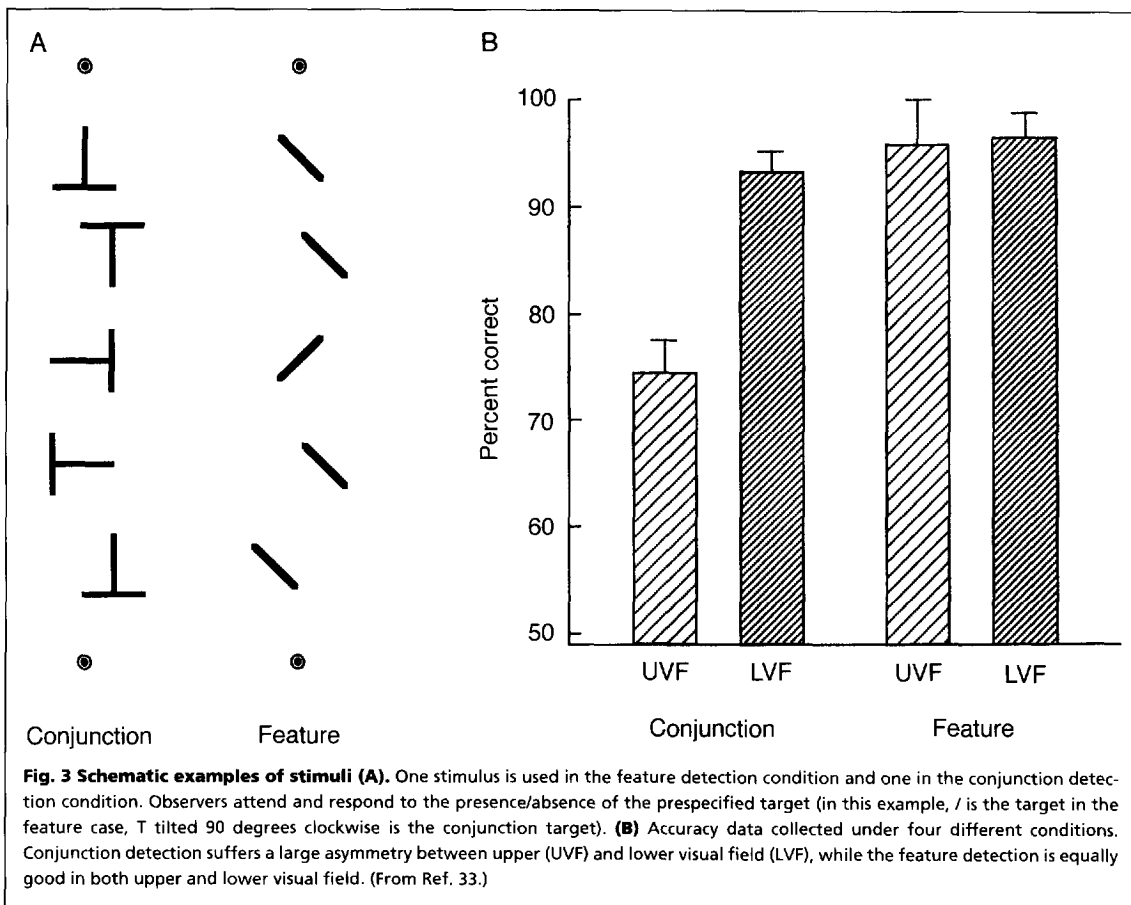 A
B
100
90
80
70
60
50
Percent correct
UVF LVF UVF LVF
Conjunction Feature
Conjunction Feature
Fig. 3 Schematic examples of stimuli (A). One stimulus is used in the feature detection condition and one in the conjunction detec-
tion condition. Observers attend and respond to the presence/absence of the prespecified target (in this example, / is the target in the
feature case, T tilted 90 degrees clockwise is the conjunction target). (B) Accuracy data collected under four different conditions.
Conjunction detection suffers a large asymmetry between upper (UVF) and lower visual field (LVF), while the feature detection is equally
good in both upper and lower visual field. (From Ref. 33.)